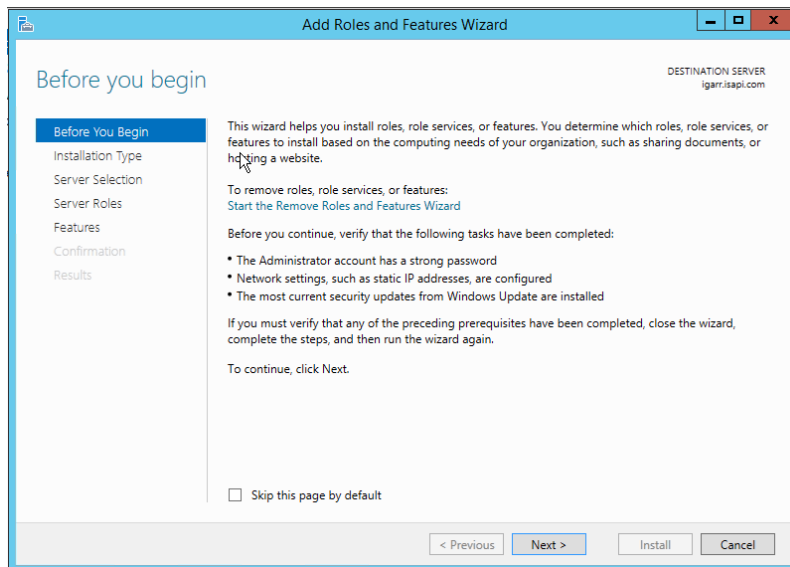 Add Roles and Features Wizard
Before you begin
DESTINATION SERVER
igarr.isapi.com
Before You Begin
Installation Type
Server Selection
Server Roles
Features
Confirmation
Results
This wizard helps you install roles, role services, or features. You determine which roles, role services, or
features to install based on the computing needs of your organization, such as sharing documents, or
hosting a website.
To remove roles, role services, or features:
Start the Remove Roles and Features Wizard
Before you continue, verify that the following tasks have been completed:
• The Administrator account has a strong password
• Network settings, such as static IP addresses, are configured
• The most current security updates from Windows Update are installed
If you must verify that any of the preceding prerequisites have been completed, close the wizard,
complete the steps, and then run the wizard again.
To continue, click Next.
Skip this page by default
< Previous
Next >
Install
Cancel